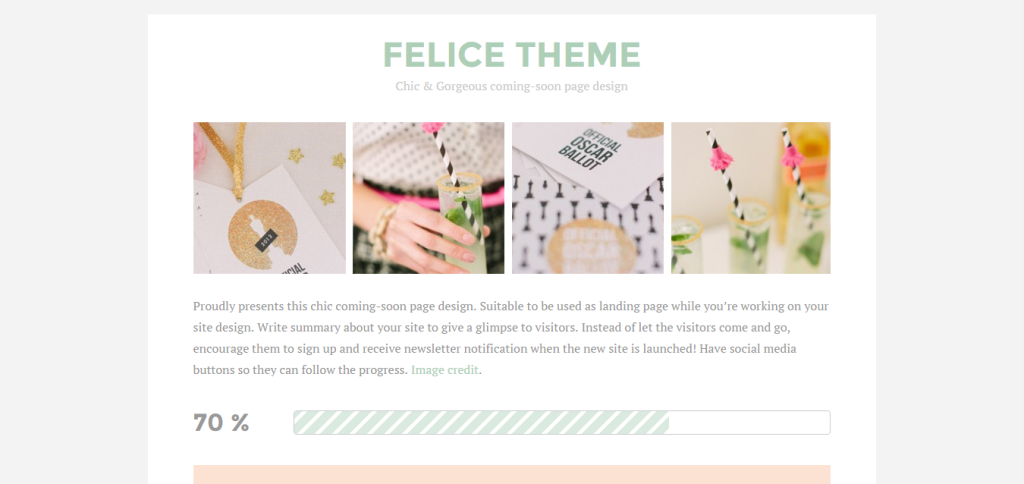 FELICE THEME
Chic & Gorgeous coming-soon page design
2013
OFFICIAL
OFFICIAL
OSCAR
BALLOT
OFFICIAL
OSCAR
BALLOT
Proudly presents this chic coming-soon page design. Suitable to be used as landing page while you’re working on your
site design. Write summary about your site to give a glimpse to visitors. Instead of let the visitors come and go,
encourage them to sign up and receive newsletter notification when the new site is launched! Have social media
buttons so they can follow the progress. Image credit.
70 %